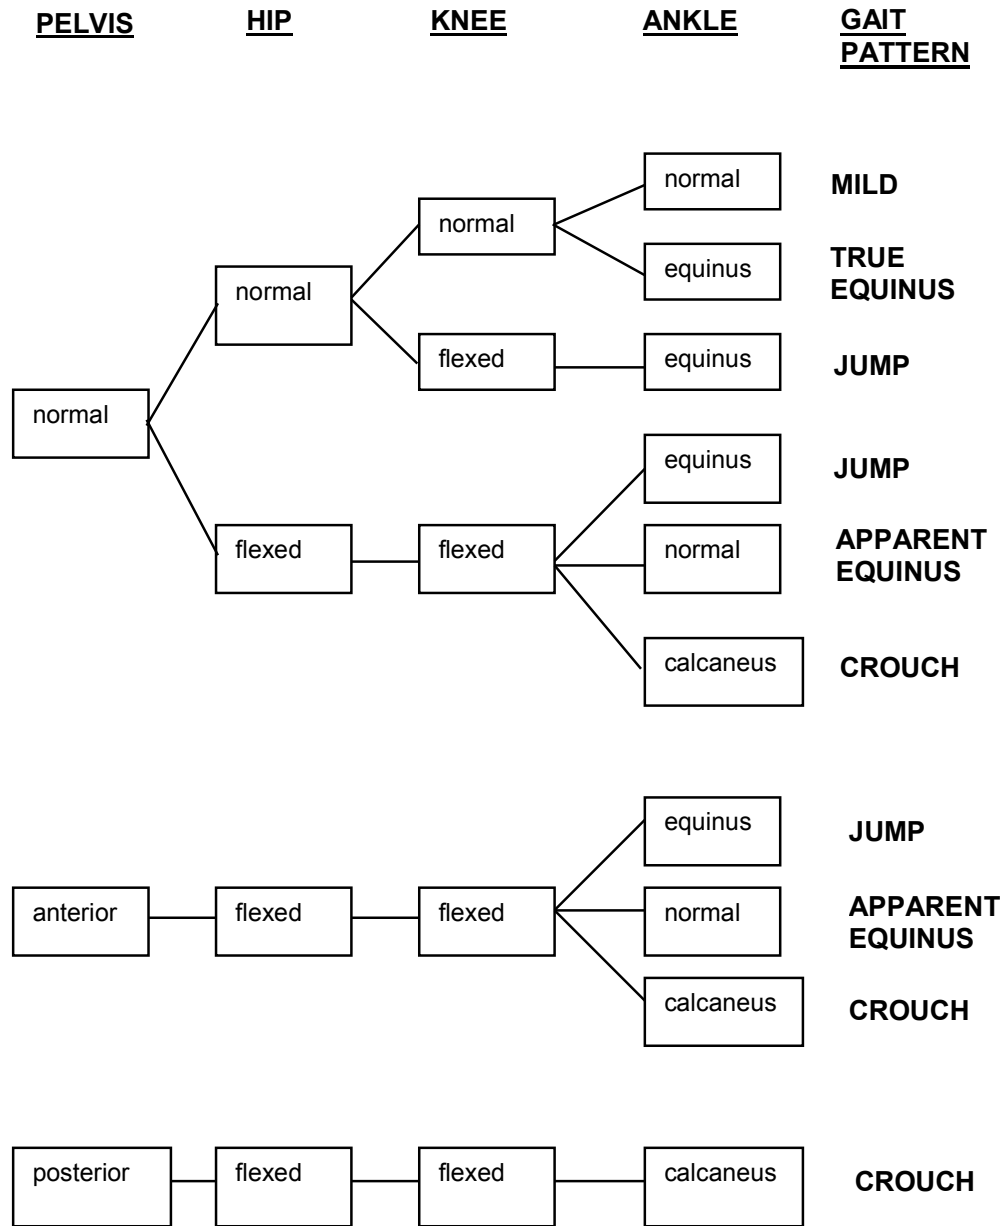 PELVIS HIP KNEE ANKLE GAIT
PATTERN
normal MILD
normal
equinus TRUE
EQUINUS
normal
flexed equinus JUMP
normal
equinus JUMP
flexed flexed normal APPARENT
EQUINUS
calcaneus CROUCH
equinus JUMP
anterior flexed flexed normal APPARENT
EQUINUS
calcaneus CROUCH
posterior flexed flexed calcaneus CROUCH